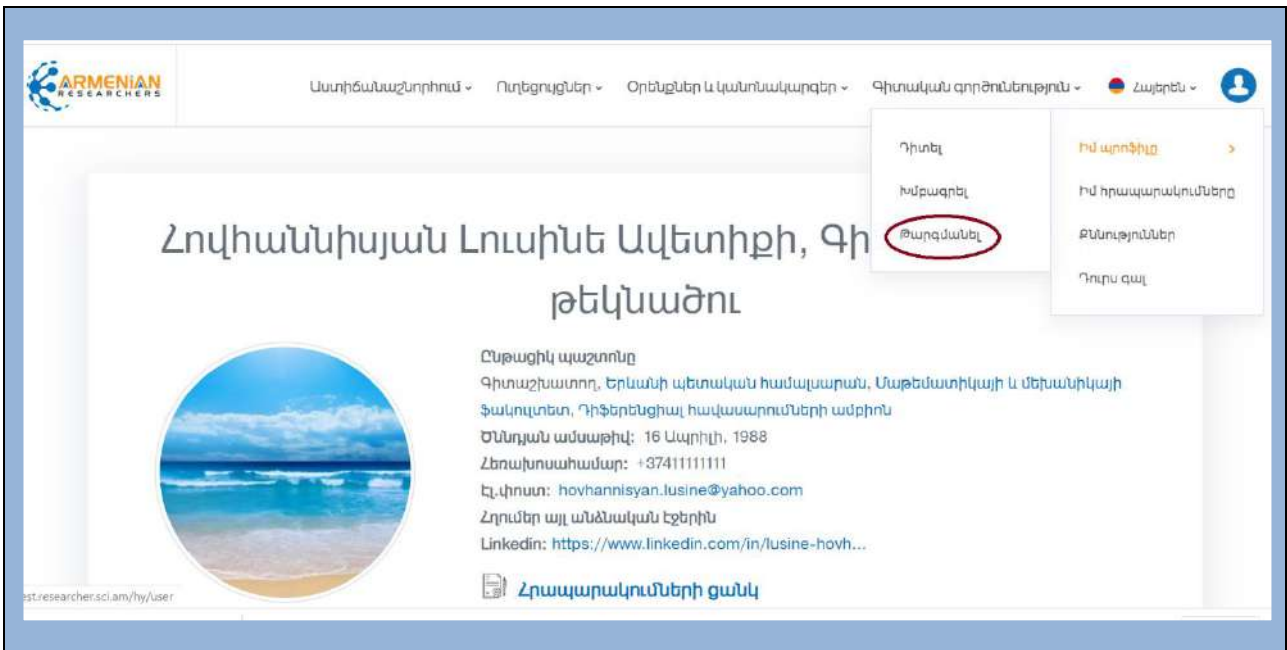 ARMENIAN
RESEARCHERS
Աստիճանաշնորհում Ուղեցույցներ Օրենքներ և կանոնակարգեր Գիտական գործունեություն Հայերեն
Դիտել
Խմբագրել
Թարգմանել
Իմ պրոֆիլը
Իմ հրապարակումները
Քննություններ
Դուրս գալ
Հովհաննիսյան Լուսինե Ավետիքի, Գի
թեկնածու
Ընթացիկ պաշտոնը
Գիտաշխատող, Երևանի պետական համալսարան, Մաթեմատիկայի և մեխանիկայի
ֆակուլտետ, Դիֆերենցիալ հավասարումների ամբիոն
Ծննդյան ամսաթիվ: 16 Ապրիլի, 1988
Հեռախոսահամար: +37411111111
Էլ.փոստ: hovhannisyan.lusine@yahoo.com
Հղումեր այլ անձնական էջերին
Linkedin: https://www.linkedin.com/in/lusine-hovh...
Հրապարակումների ցանկ
est.researcher.sci.am/hy/user